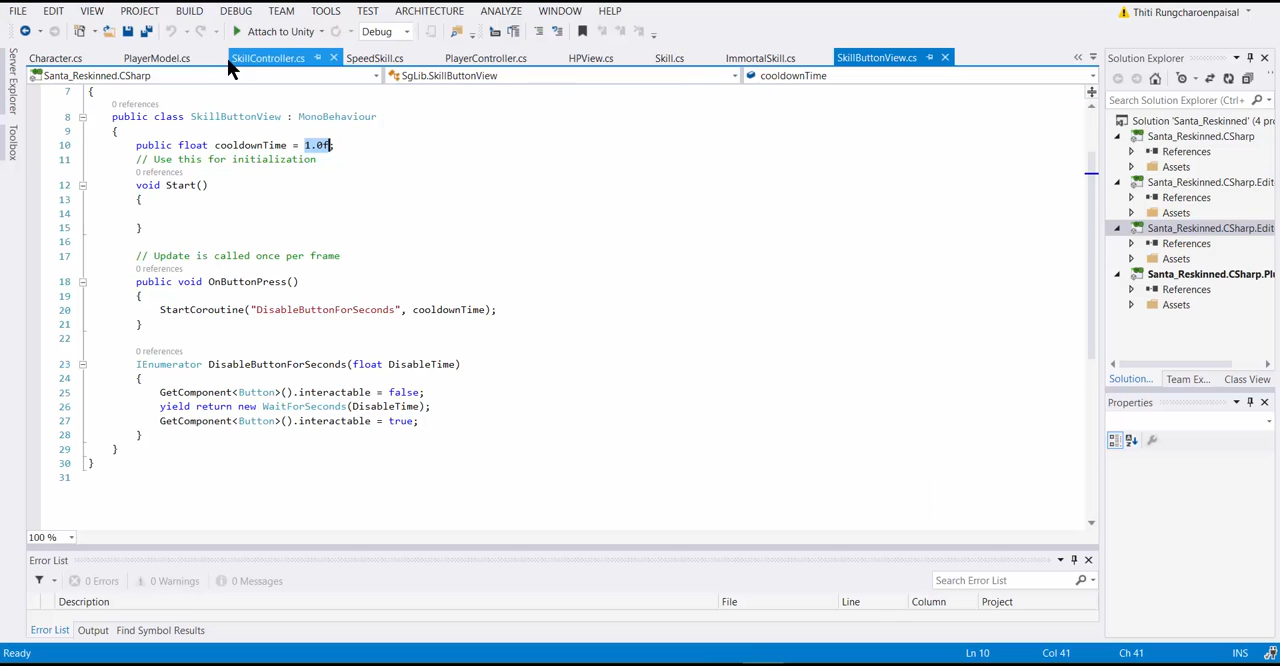 FILE EDIT VIEW PROJECT BUILD DEBUG TEAM TOOLS TEST ARCHITECTURE ANALYZE WINDOW HELP
Thiti Rungcharoenpaisal
Attach to Unity Debug
Server Explorer
Toolbox
Character.cs PlayerModel.cs SkillController.cs SpeedSkill.cs PlayerController.cs HPView.cs Skill.cs ImmortalSkill.cs SkillButtonView.cs
Santa_Reskinned.CSharp SgLib.SkillButtonView cooldownTime
7 {
0 references
8 public class SkillButtonView : MonoBehaviour
9 {
10 public float cooldownTime = 1.0f;
11 // Use this for initialization
0 references
12 void Start()
13 {
14
15 }
16
17 // Update is called once per frame
0 references
18 public void OnButtonPress()
19 {
20 StartCoroutine("DisableButtonForSeconds", cooldownTime);
21 }
22
0 references
23 IEnumerator DisableButtonForSeconds(float DisableTime)
24 {
25 GetComponent<Button>().interactable = false;
26 yield return new WaitForSeconds(DisableTime);
27 GetComponent<Button>().interactable = true;
28 }
29 }
30 }
31
100 %
Solution Explorer
Search Solution Explorer (Ctrl+
Solution 'Santa_Reskinned' (4 pro
Santa_Reskinned.CSharp
References
Assets
Santa_Reskinned.CSharp.Edit
References
Assets
Santa_Reskinned.CSharp.Edit
References
Assets
Santa_Reskinned.CSharp.Plu
References
Assets
Solution... Team Ex... Class View
Properties
Error List
0 Errors 0 Warnings 0 Messages Search Error List
Description File Line Column Project
Error List Output Find Symbol Results
Ready Ln 10 Col 41 Ch 41 INS